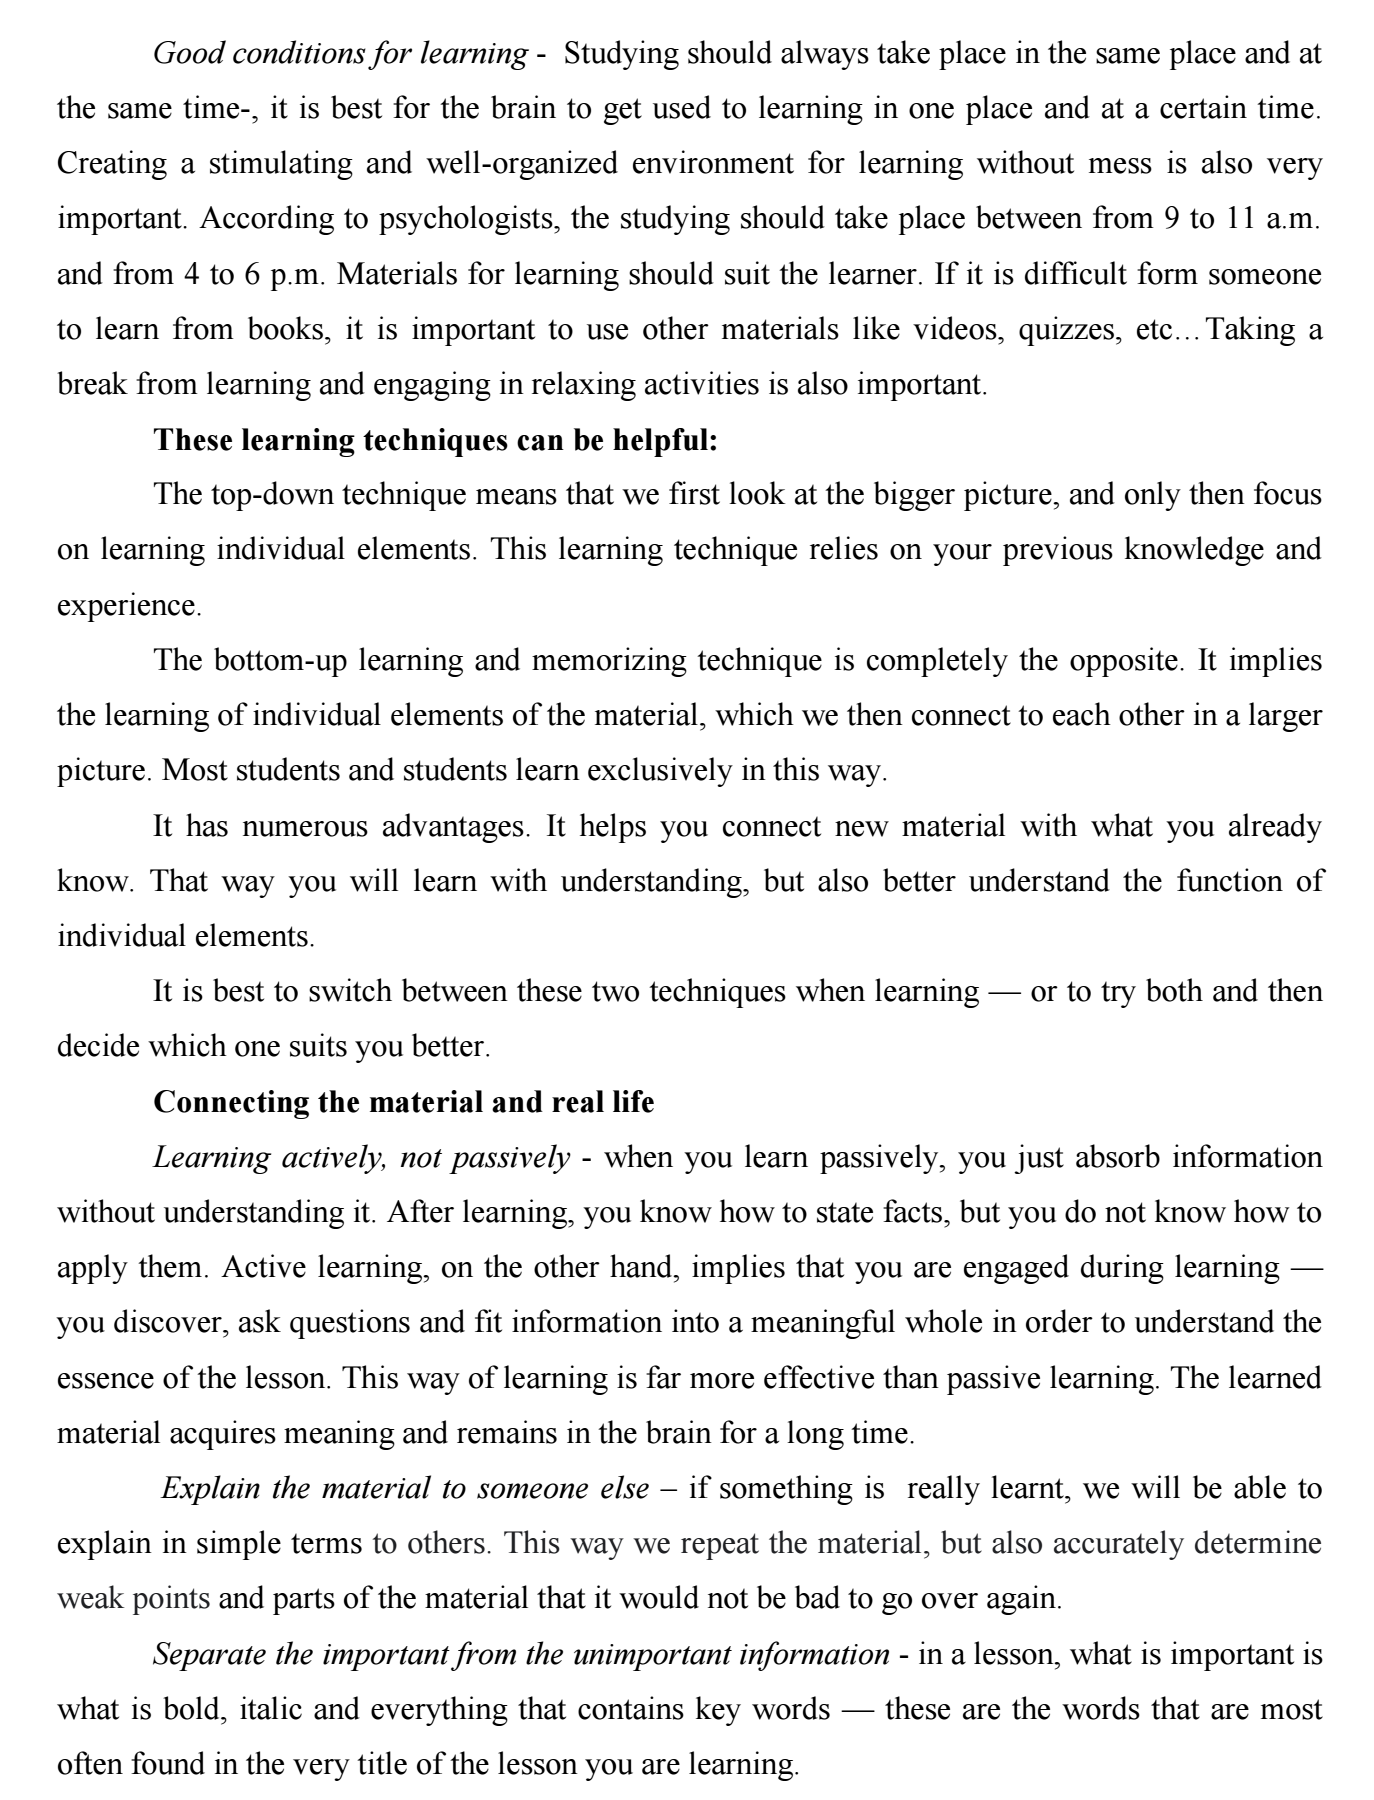 Good conditions for learning -  Studying should always take place in the same place and at
the same time-, it is best for the brain to get used to learning in one place and at a certain time.
Creating a stimulating and well-organized environment for learning without mess is also very
important. According to psychologists, the studying should take place between from 9 to 11 a.m.
and from 4 to 6 p.m. Materials for learning should suit the learner. If it is difficult form someone
to learn from books, it is important to use other materials like videos, quizzes, etc…Taking a
break from learning and engaging in relaxing activities is also important.
These learning techniques can be helpful:
The top-down technique means that we first look at the bigger picture, and only then focus
on learning individual elements. This learning technique relies on your previous knowledge and
experience.
The bottom-up learning and memorizing technique is completely the opposite. It implies
the learning of individual elements of the material, which we then connect to each other in a larger
picture. Most students and students learn exclusively in this way.
It has numerous advantages. It helps you connect new material with what you already
know. That way you will learn with understanding, but also better understand the function of
individual elements.
It is best to switch between these two techniques when learning — or to try both and then
decide which one suits you better.
Connecting the material and real life
Learning actively, not passively - when you learn passively, you just absorb information
without understanding it. After learning, you know how to state facts, but you do not know how to
apply them. Active learning, on the other hand, implies that you are engaged during learning —
you discover, ask questions and fit information into a meaningful whole in order to understand the
essence of the lesson. This way of learning is far more effective than passive learning. The learned
material acquires meaning and remains in the brain for a long time.
Explain the material to someone else – if something is  really learnt, we will be able to
explain in simple terms to others. This way we repeat the material, but also accurately determine
weak points and parts of the material that it would not be bad to go over again.
Separate the important from the unimportant information - in a lesson, what is important is
what is bold, italic and everything that contains key words — these are the words that are most
often found in the very title of the lesson you are learning.